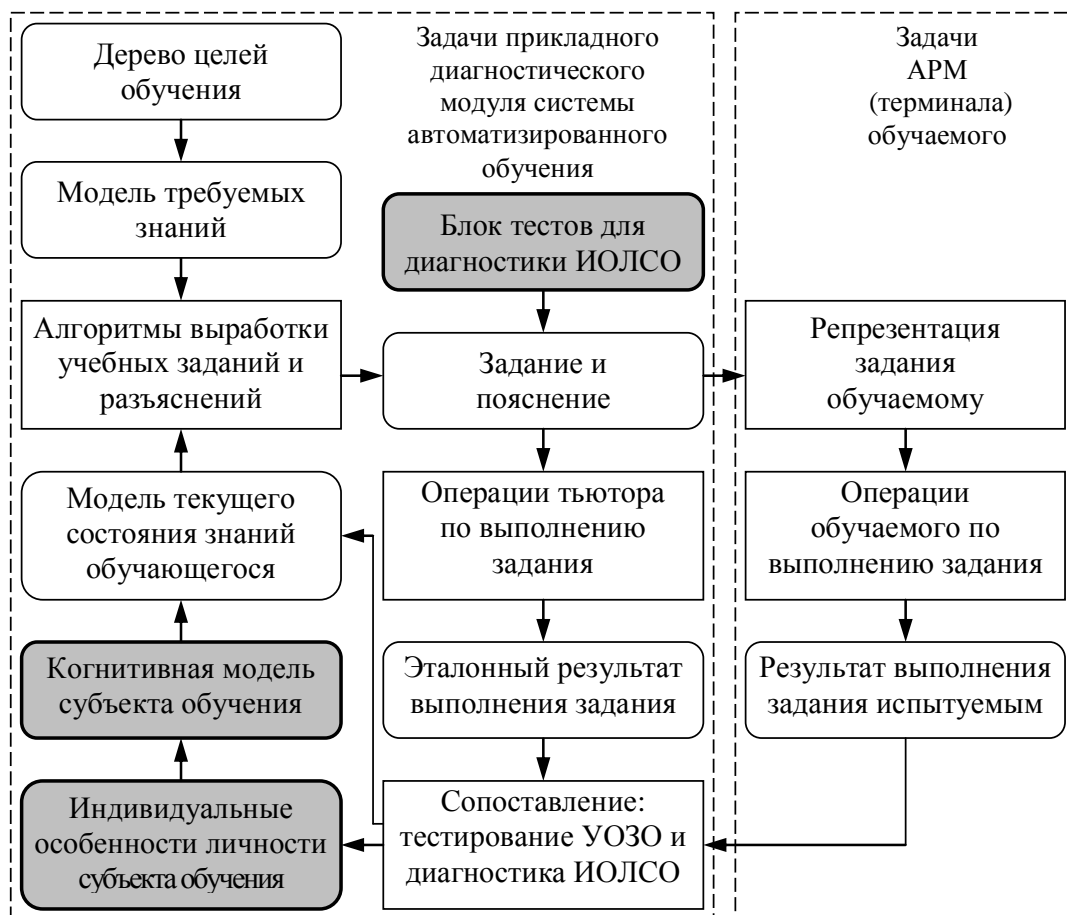 Дерево целей
обучения
Модель требуемых
знаний
Алгоритмы выработки
учебных заданий и
разъяснений
Модель текущего
состояния знаний
обучающегося
Когнитивная модель
субъекта обучения
Индивидуальные
особенности личности
субъекта обучения
Задачи прикладного
диагностического
модуля системы
автоматизированного
обучения
Блок тестов для
диагностики ИОЛСО
Задание и
пояснение
Операции тьютора
по выполнению
задания
Эталонный результат
выполнения задания
Сопоставление:
тестирование УОЗО и
диагностика ИОЛСО
Задачи
АРМ
(терминала)
обучаемого
Репрезентация
задания
обучаемому
Операции
обучаемого по
выполнению задания
Результат выполнения
задания испытуемым